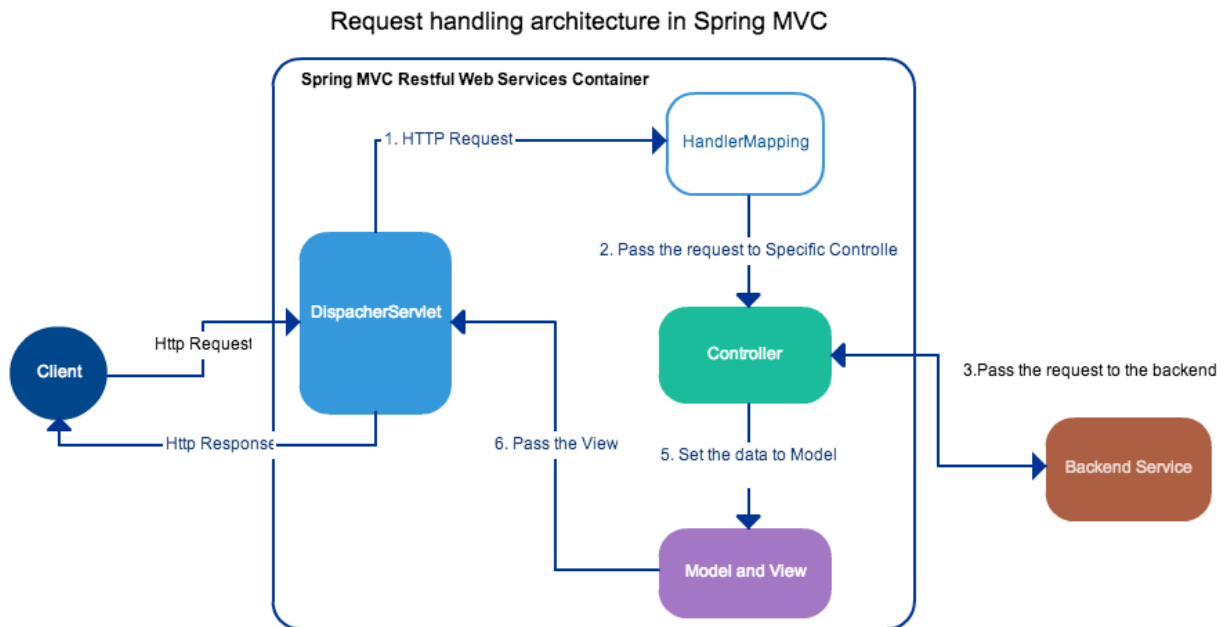 Request handling architecture in Spring MVC
Spring MVC Restful Web Services Container
1. HTTP Request
HandlerMapping
2. Pass the request to Specific Controlle
DispacherServlet
Http Request
Client
Controller
3.Pass the request to the backend
Http Response
6. Pass the View
5. Set the data to Model
Backend Service
Model and View